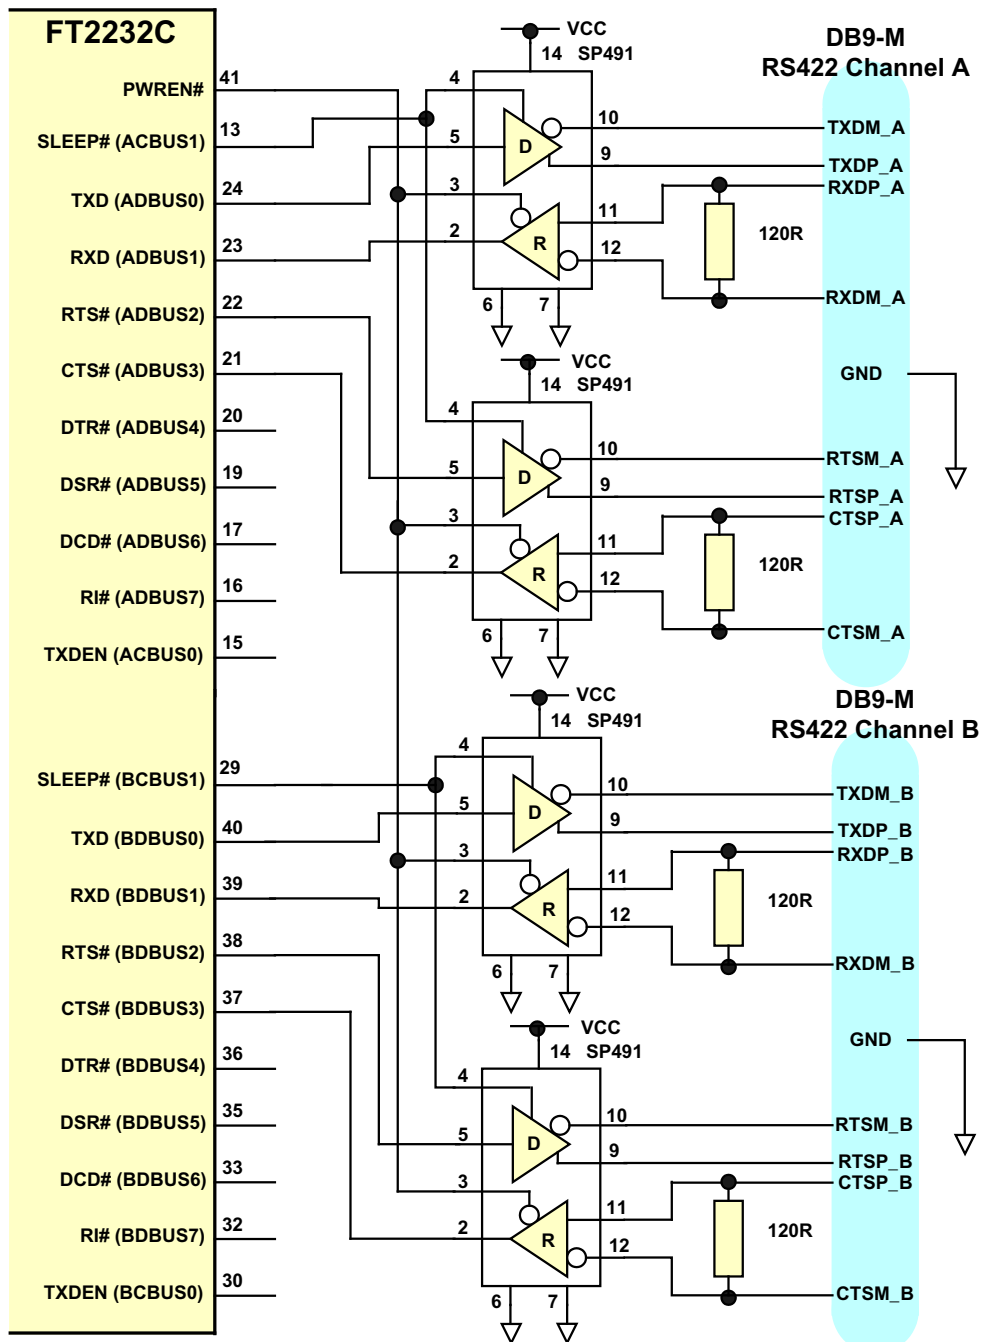 FT2232C
VCC
14 SP491
DB9-M
RS422 Channel A
PWREN# 41
SLEEP# (ACBUS1) 13
TXD (ADBUS0) 24
RXD (ADBUS1) 23
RTS# (ADBUS2) 22
CTS# (ADBUS3) 21
DTR# (ADBUS4) 20
DSR# (ADBUS5) 19
DCD# (ADBUS6) 17
RI# (ADBUS7) 16
TXDEN (ACBUS0) 15
4
5 D 10 TXDM_A
9 TXDP_A
3 RXDP_A
11
2 R 12 120R
RXDM_A
6 7
VCC
14 SP491
GND
4
5 D 10 RTSM_A
9 RTSP_A
3 CTSP_A
11
2 R 12 120R
CTSM_A
6 7
DB9-M
RS422 Channel B
SLEEP# (BCBUS1) 29
TXD (BDBUS0) 40
RXD (BDBUS1) 39
RTS# (BDBUS2) 38
CTS# (BDBUS3) 37
DTR# (BDBUS4) 36
DSR# (BDBUS5) 35
DCD# (BDBUS6) 33
RI# (BDBUS7) 32
TXDEN (BCBUS0) 30
VCC
14 SP491
4
5 D 10 TXDM_B
9 TXDP_B
3 RXDP_B
11
2 R 12 120R
RXDM_B
6 7
VCC
14 SP491
GND
4
5 D 10 RTSM_B
9 RTSP_B
3 CTSP_B
11
2 R 12 120R
CTSM_B
6 7